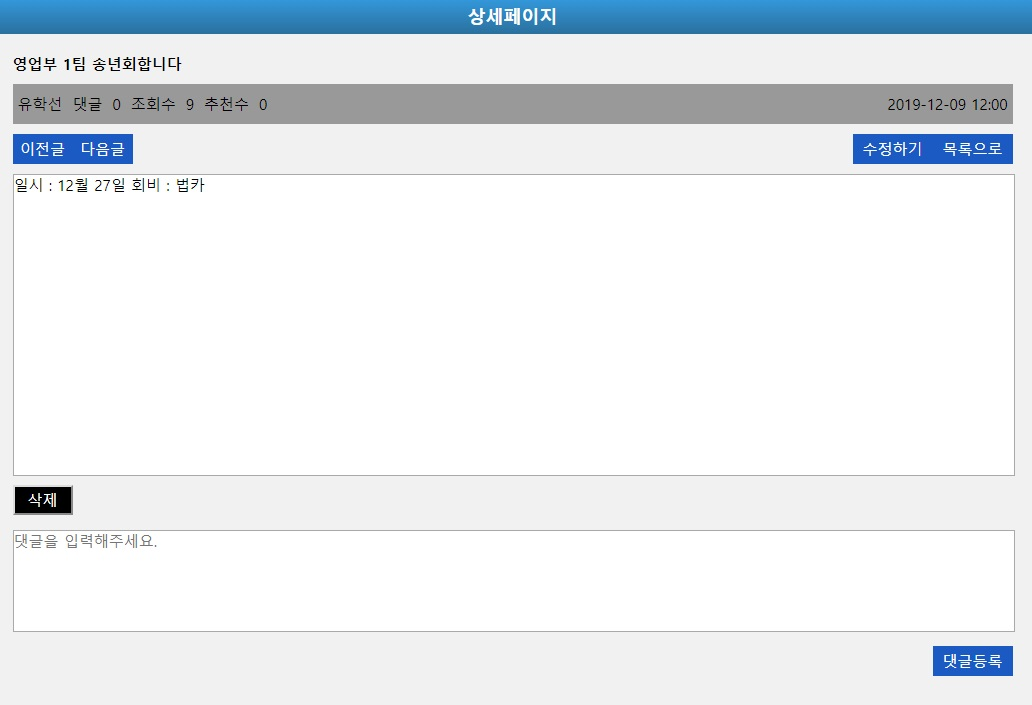 상세페이지
영업부 1팀 송년회합니다
유학선 댓글 0 조회수 9 추천수 0 2019-12-09 12:00
이전글 다음글 수정하기 목록으로
일시 : 12월 27일 회비 : 법카
삭제
댓글을 입력해주세요.
댓글등록